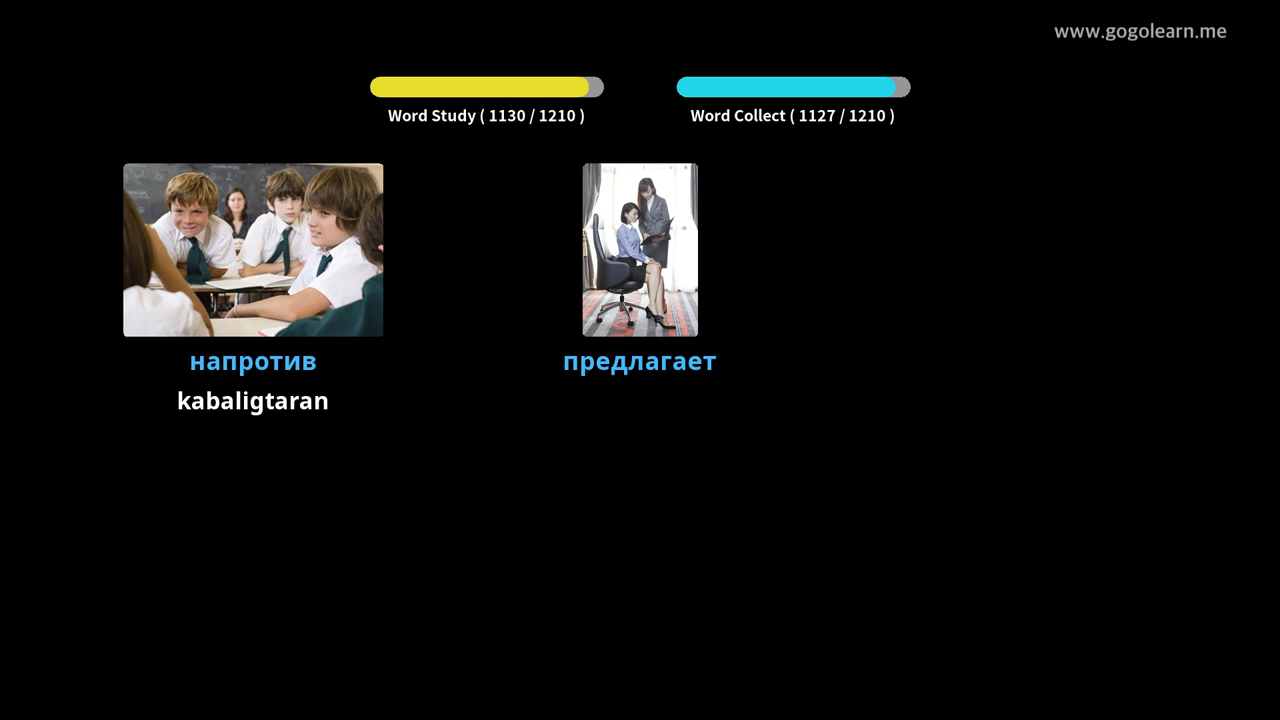 www.gogolearn.me
Word Study ( 1130 / 1210 )
Word Collect ( 1127 / 1210 )
напротив
предлагает
kabaligtaran